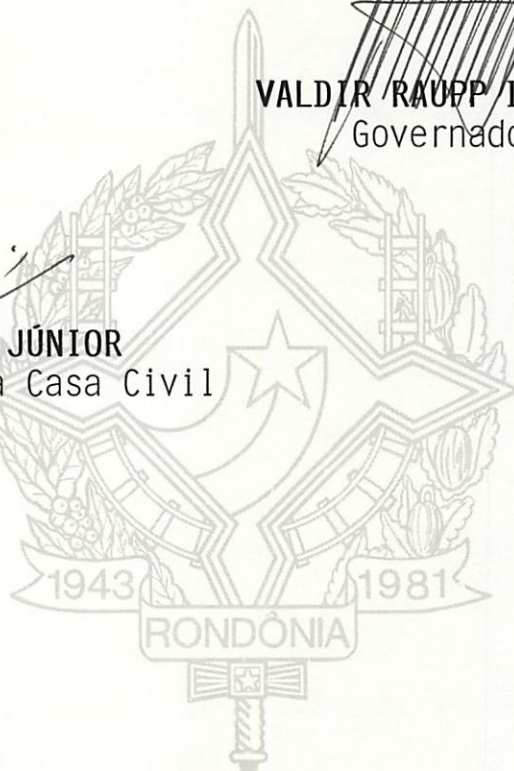 VALDIR RAUPP
Governado
JÚNIOR
Casa Civil
1943
1981
RONDÔNIA